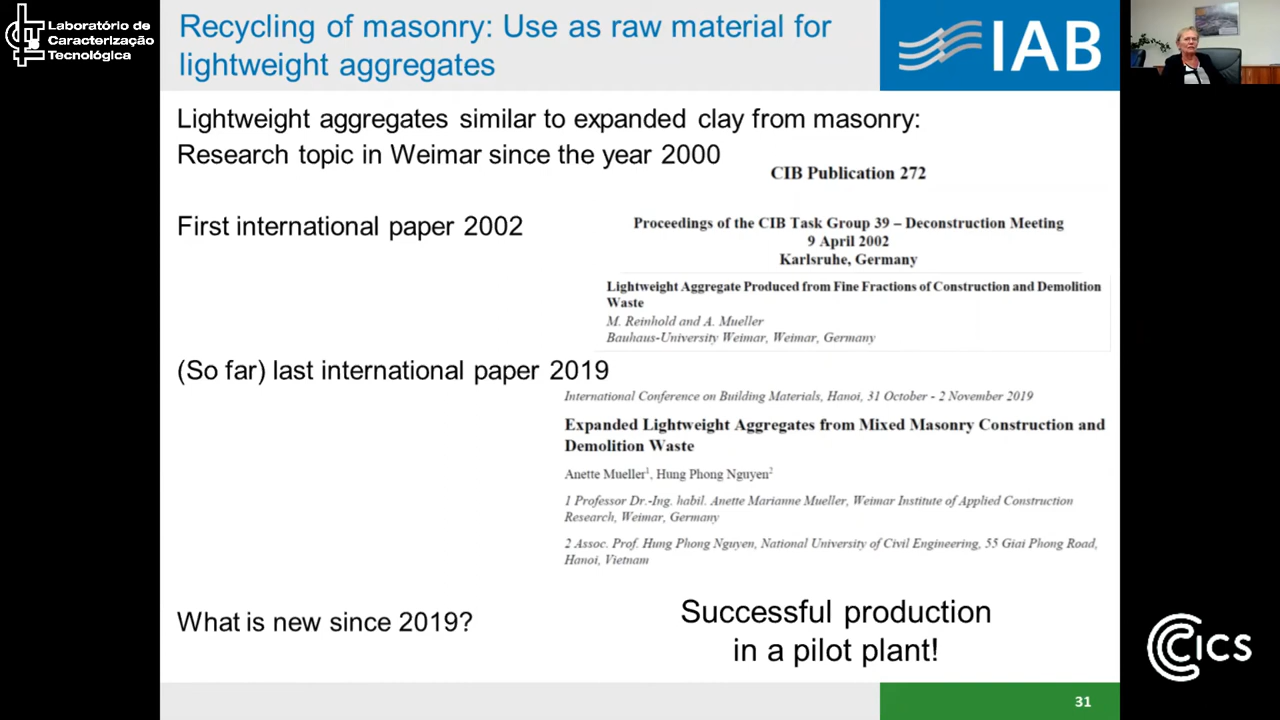 Laboratório de
Caracterização
Tecnológica
Recycling of masonry: Use as raw material for
lightweight aggregates
IAB
Lightweight aggregates similar to expanded clay from masonry:
Research topic in Weimar since the year 2000
CIB Publication 272
First international paper 2002
Proceedings of the CIB Task Group 39 – Deconstruction Meeting
9 April 2002
Karlsruhe, Germany
Lightweight Aggregate Produced from Fine Fractions of Construction and Demolition
Waste
M. Reinhold and A. Mueller
Bauhaus-University Weimar, Weimar, Germany
(So far) last international paper 2019
International Conference on Building Materials, Hanoi, 31 October - 2 November 2019
Expanded Lightweight Aggregates from Mixed Masonry Construction and
Demolition Waste
Anette Mueller1, Hung Phong Nguyen2
1 Professor Dr.-Ing. habil. Anette Marianne Mueller, Weimar Institute of Applied Construction
Research, Weimar, Germany
2 Assoc. Prof. Hung Phong Nguyen, National University of Civil Engineering, 55 Giai Phong Road,
Hanoi, Vietnam
What is new since 2019?
Successful production
in a pilot plant!
CICS
31